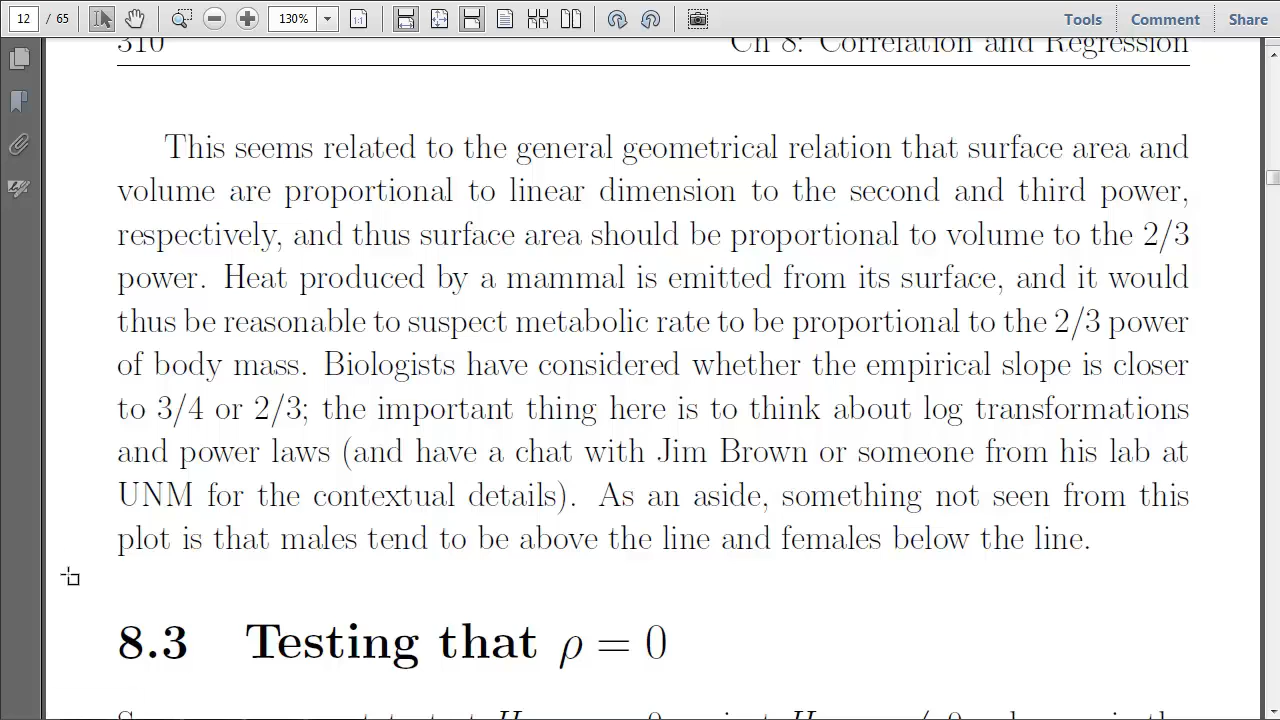 12 / 65 130% Tools Comment Share
310 Ch 8: Correlation and Regression
This seems related to the general geometrical relation that surface area and
volume are proportional to linear dimension to the second and third power,
respectively, and thus surface area should be proportional to volume to the 2/3
power. Heat produced by a mammal is emitted from its surface, and it would
thus be reasonable to suspect metabolic rate to be proportional to the 2/3 power
of body mass. Biologists have considered whether the empirical slope is closer
to 3/4 or 2/3; the important thing here is to think about log transformations
and power laws (and have a chat with Jim Brown or someone from his lab at
UNM for the contextual details). As an aside, something not seen from this
plot is that males tend to be above the line and females below the line.
8.3 Testing that ρ = 0